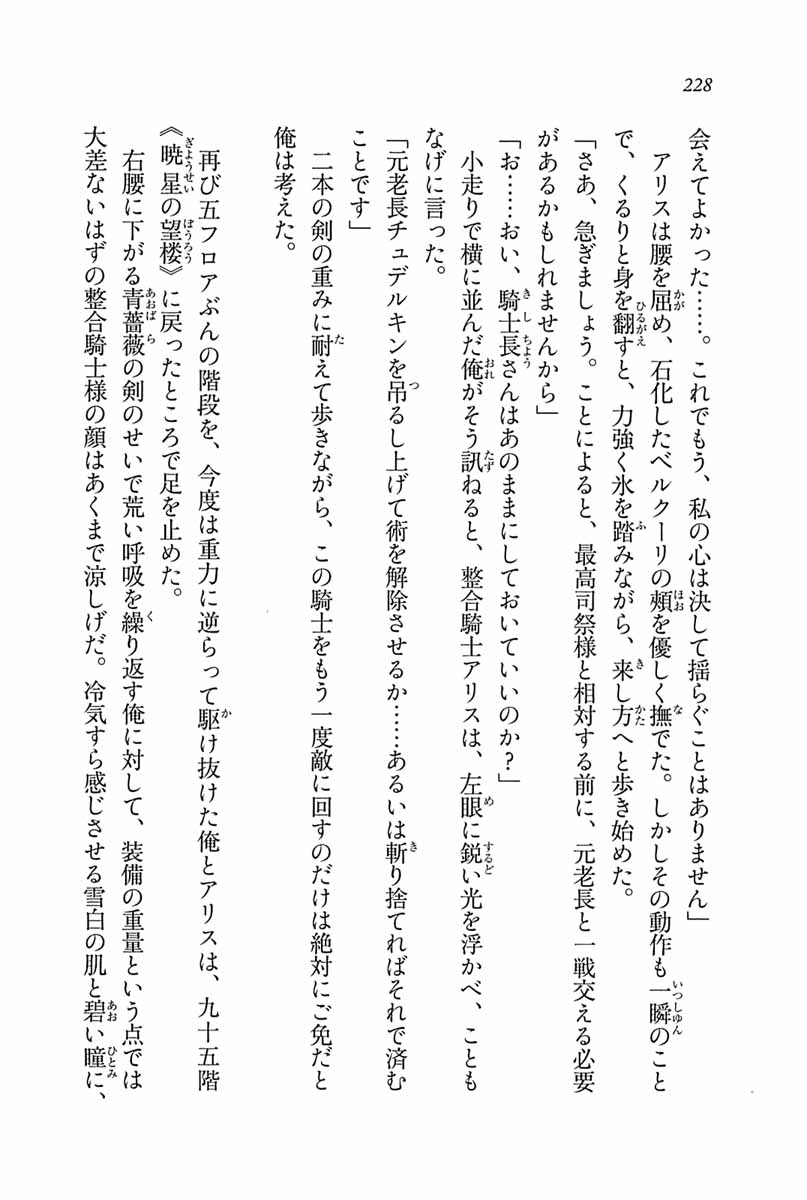 228
会えてよかった……。これでもう、私の心は決して揺らぐことはありません」
　アリスは腰を屈め、石化したベルクーリの頰を優しく撫でた。しかしその動作も一瞬のこと
で、くるりと身を翻すと、力強く氷を踏みながら、来し方へと歩き始めた。
「さあ、急ぎましょう。ことによると、最高司祭様と相対する前に、元老長と一戦交える必要
があるかもしれませんから」
「お……おい、騎士長さんはあのままにしておいていいのか？」
　小走りで横に並んだ俺がそう訊ねると、整合騎士アリスは、左眼に鋭い光を浮かべ、ことも
なげに言った。
「元老長チュデルキンを吊るし上げて術を解除させるか……あるいは斬り捨てればそれで済む
ことです」
　二本の剣の重みに耐えて歩きながら、この騎士をもう一度敵に回すのだけは絶対にご免だと
俺は考えた。
　再び五フロアぶんの階段を、今度は重力に逆らって駆け抜けた俺とアリスは、九十五階
《暁星の望楼》に戻ったところで足を止めた。
　右腰に下がる青薔薇の剣のせいで荒い呼吸を繰り返す俺に対して、装備の重量という点では
大差ないはずの整合騎士様の顔はあくまで涼しげだ。冷気すら感じさせる雪白の肌と碧い瞳に、